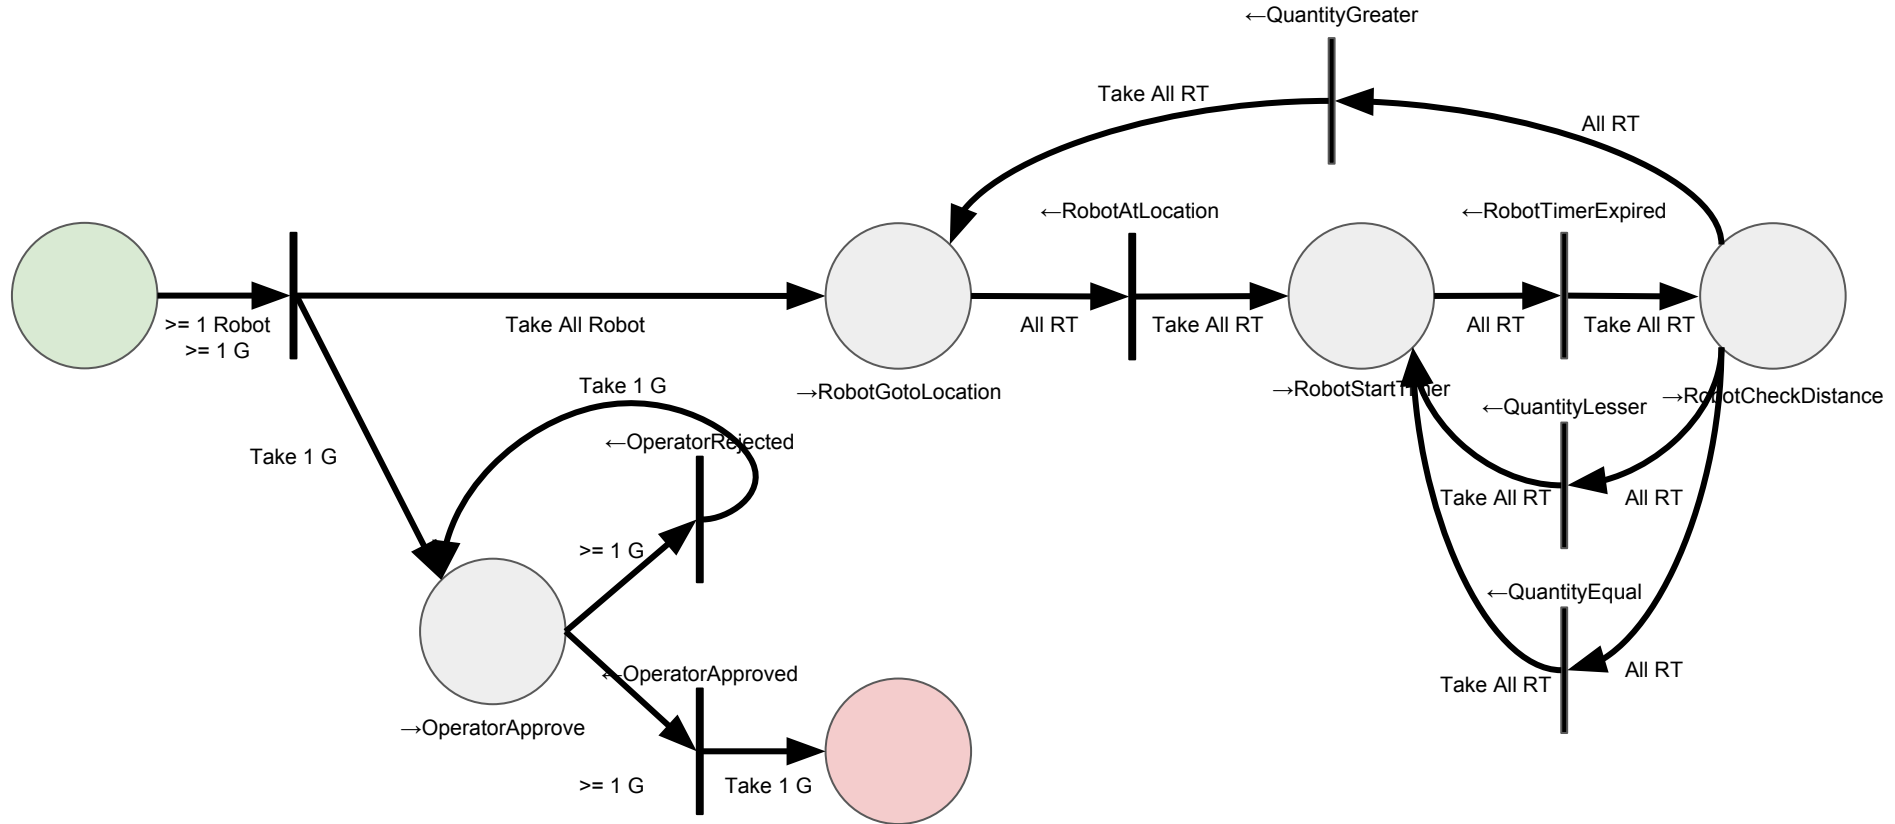 ←QuantityGreater
Take All RT
All RT
←RobotAtLocation
←RobotTimerExpired
>= 1 Robot
>= 1 G
Take All Robot
All RT
Take All RT
All RT
Take All RT
→RobotGotoLocation
→RobotStartTimer
→RobotCheckDistance
Take 1 G
←QuantityLesser
←OperatorRejected
Take 1 G
Take All RT
All RT
>= 1 G
←QuantityEqual
←OperatorApproved
Take All RT
All RT
→OperatorApprove
>= 1 G
Take 1 G